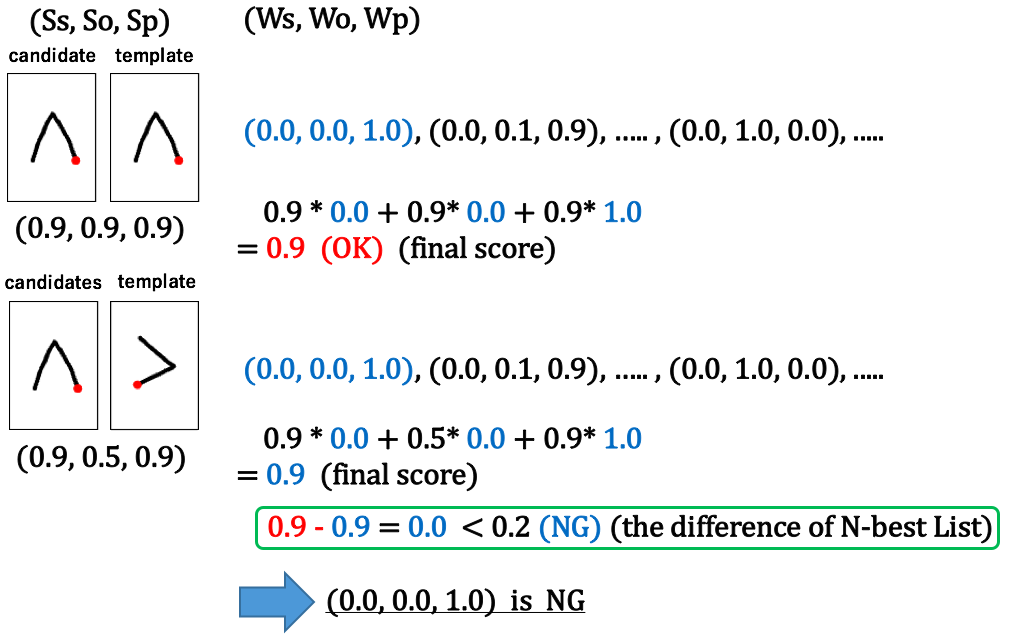 (Ss, So, Sp)
(Ws, Wo, Wp)
candidate template
(0.0, 0.0, 1.0), (0.0, 0.1, 0.9), ..... , (0.0, 1.0, 0.0), .....
0.9 * 0.0 + 0.9* 0.0 + 0.9* 1.0
(0.9, 0.9, 0.9)
= 0.9 (OK) (final score)
candidates template
(0.0, 0.0, 1.0), (0.0, 0.1, 0.9), ..... , (0.0, 1.0, 0.0), .....
0.9 * 0.0 + 0.5* 0.0 + 0.9* 1.0
(0.9, 0.5, 0.9)
= 0.9 (final score)
0.9 - 0.9 = 0.0 < 0.2 (NG) (the difference of N-best List)
(0.0, 0.0, 1.0) is NG